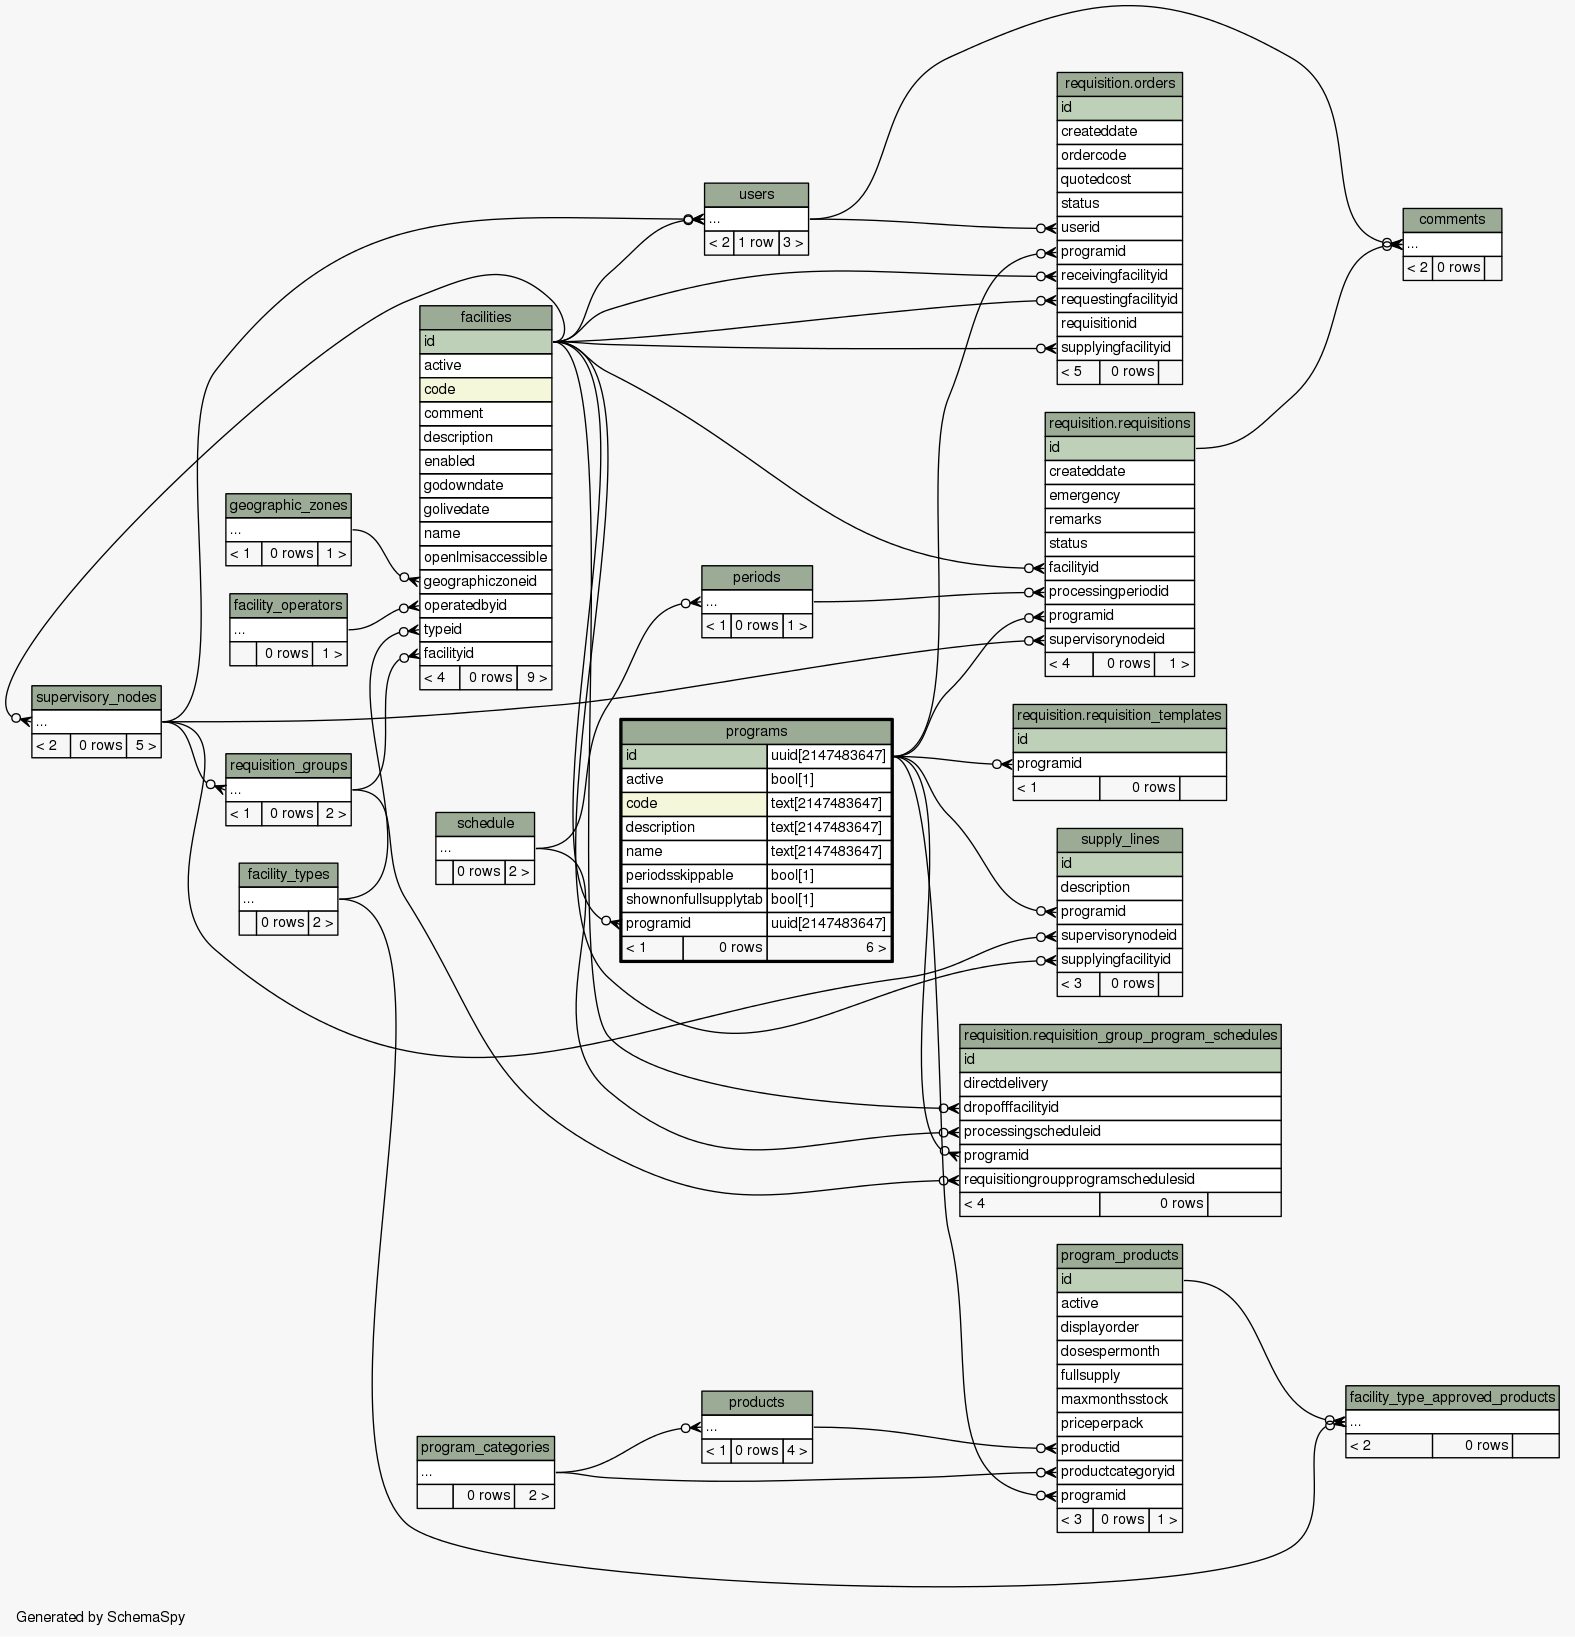 requisition.orders
id
createddate
ordercode
quotedcost
status
userid
programid
receivingfacilityid
requestingfacilityid
requisitionid
supplyingfacilityid
< 5 0 rows
users
...
< 2 1 row 3 >
comments
...
< 2 0 rows
facilities
id
active
code
comment
description
enabled
godowndate
golivedate
name
openlmisaccessible
geographiczoneid
operatedbyid
typeid
facilityid
< 4 0 rows 9 >
requisition.requisitions
id
createddate
emergency
remarks
status
facilityid
processingperiodid
programid
supervisorynodeid
< 4 0 rows 1 >
geographic_zones
...
< 1 0 rows 1 >
periods
...
< 1 0 rows 1 >
facility_operators
...
0 rows 1 >
supervisory_nodes
...
< 2 0 rows 5 >
requisition.requisition_templates
id
programid
< 1 0 rows
programs
id uuid[2147483647]
active bool[1]
code text[2147483647]
description text[2147483647]
name text[2147483647]
periodsskippable bool[1]
shownonfullsupplytab bool[1]
programid uuid[2147483647]
< 1 0 rows 6 >
requisition_groups
...
< 1 0 rows 2 >
schedule
...
0 rows 2 >
facility_types
...
0 rows 2 >
supply_lines
id
description
programid
supervisorynodeid
supplyingfacilityid
< 3 0 rows
requisition.requisition_group_program_schedules
id
directdelivery
dropofffacilityid
processingscheduleid
programid
requisitiongroupprogramschedulesid
< 4 0 rows
program_products
id
active
displayorder
dosespermonth
fullsupply
maxmonthsstock
priceperpack
productid
productcategoryid
programid
< 3 0 rows 1 >
products
...
< 1 0 rows 4 >
facility_type_approved_products
...
< 2 0 rows
program_categories
...
0 rows 2 >
Generated by SchemaSpy